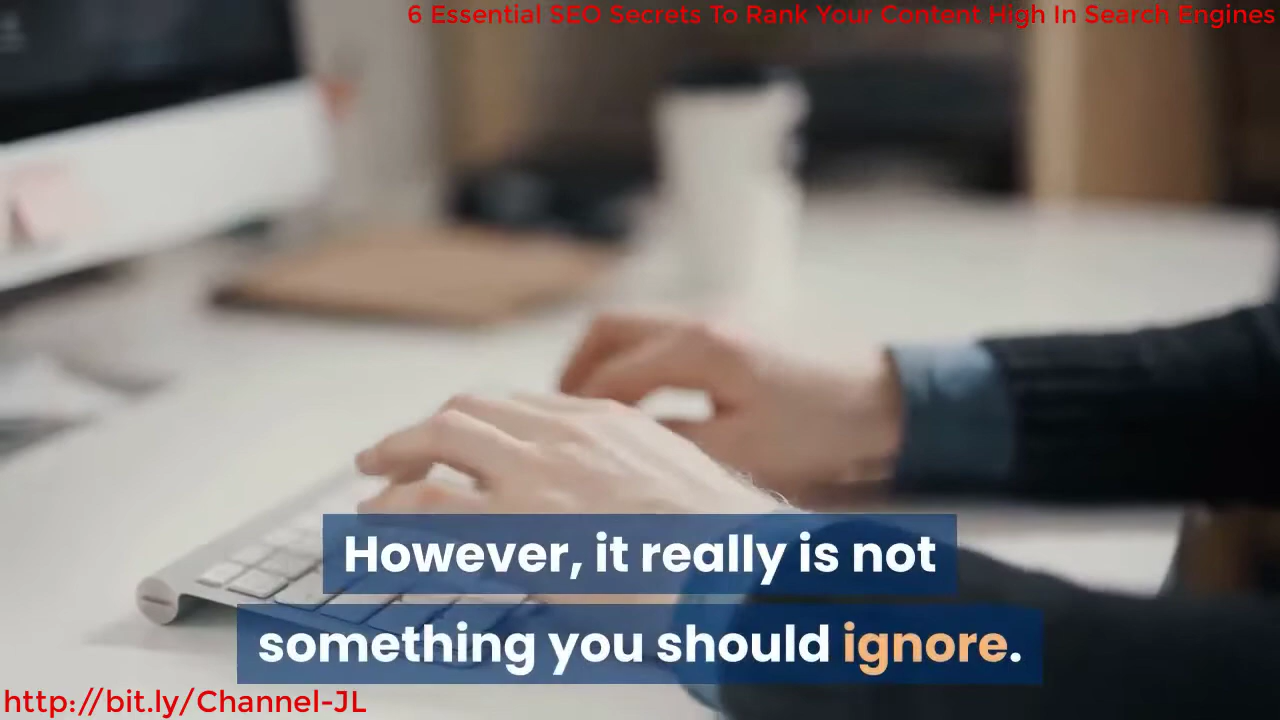 6 Essential SEO Secrets To Rank Your Content High In Search Engines
However, it really is not
something you should ignore.
http://bit.ly/Channel-JL